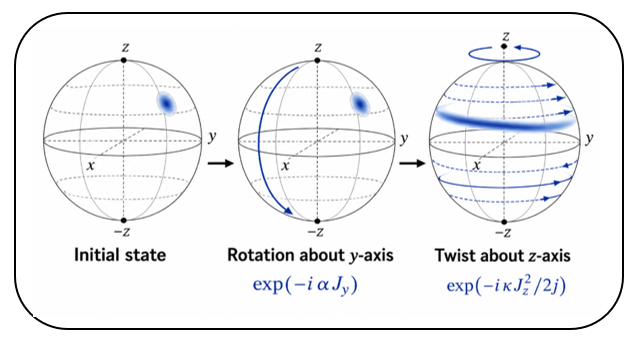 z
y
x
−z
Initial state
z
y
x
−z
Rotation about y-axis
exp(−i α J_y)
z
y
x
−z
Twist about z-axis
exp(−i κ J_z^2 / 2j)